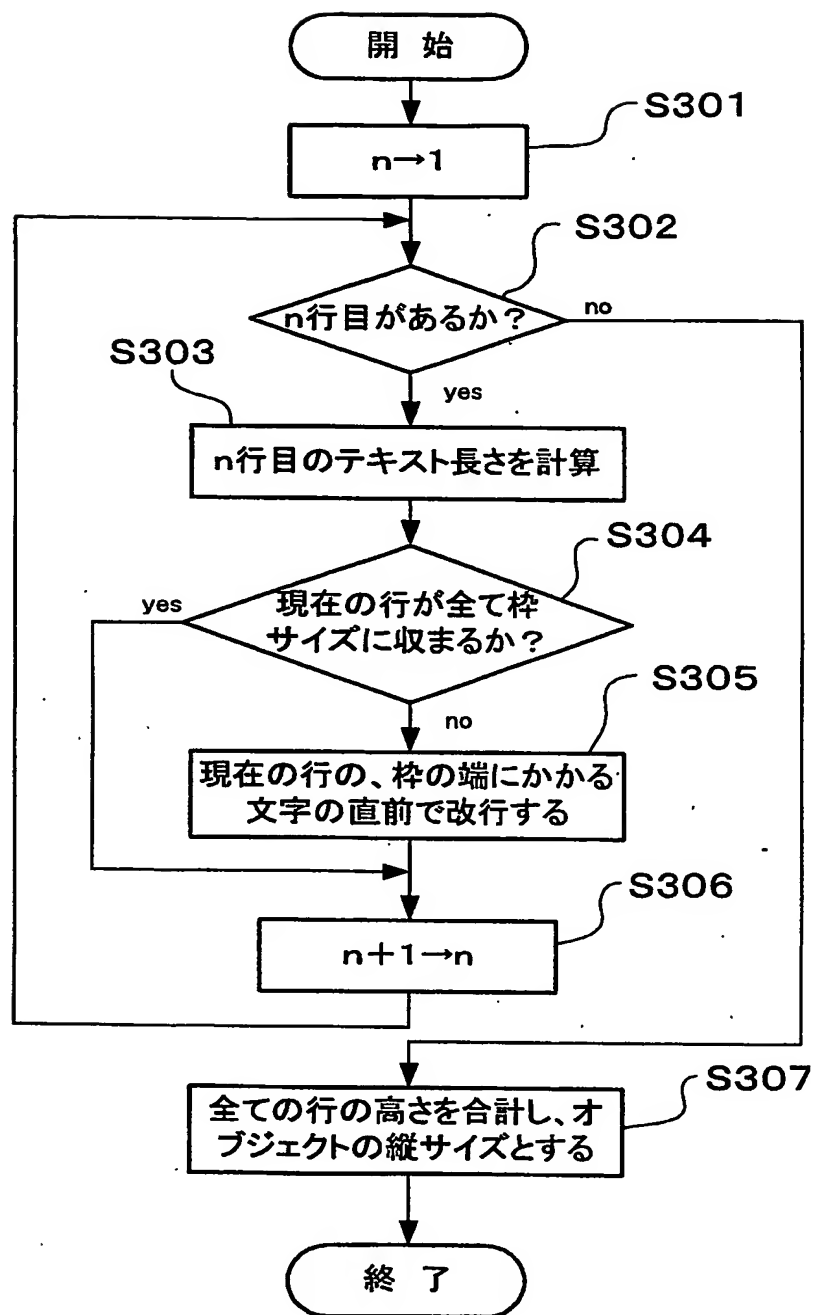 開 始
S301
n→1
S302
n行目があるか?
no
S303
yes
n行目のテキスト長さを計算
S304
yes
現在の行が全て枠
サイズに収まるか?
S305
no
現在の行の、枠の端にかかる
文字の直前で改行する
S306
n+1→n
S307
全ての行の高さを合計し、オ
ブジェクトの縦サイズとする
終 了